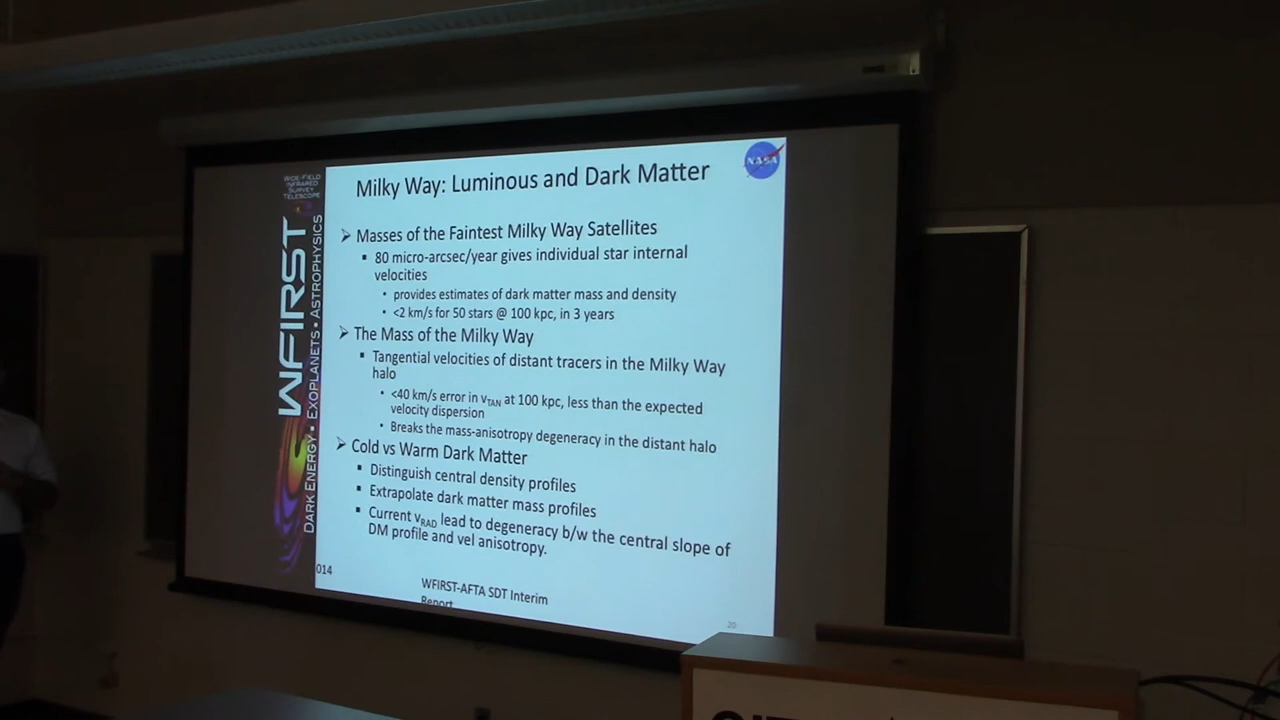 WIDE-FIELD
INFRARED
SURVEY
TELESCOPE
WFIRST
DARK ENERGY • EXOPLANETS • ASTROPHYSICS
NASA
Milky Way: Luminous and Dark Matter
➢ Masses of the Faintest Milky Way Satellites
▪ 80 micro-arcsec/year gives individual star internal
velocities
• provides estimates of dark matter mass and density
• <2 km/s for 50 stars @ 100 kpc, in 3 years
➢ The Mass of the Milky Way
▪ Tangential velocities of distant tracers in the Milky Way
halo
• <40 km/s error in vTAN at 100 kpc, less than the expected
velocity dispersion
• Breaks the mass-anisotropy degeneracy in the distant halo
➢ Cold vs Warm Dark Matter
▪ Distinguish central density profiles
▪ Extrapolate dark matter mass profiles
▪ Current vRAD lead to degeneracy b/w the central slope of
DM profile and vel anisotropy.
014
WFIRST-AFTA SDT Interim
Report
20